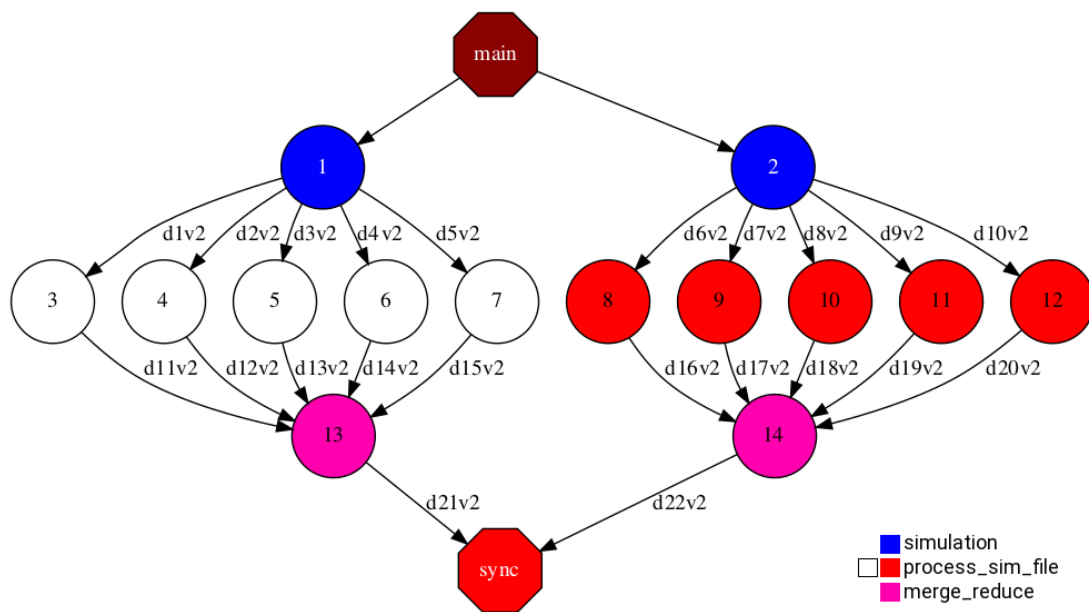 main
1 2
d1v2 d2v2 d3v2 d4v2 d5v2 d6v2 d7v2 d8v2 d9v2 d10v2
3 4 5 6 7 8 9 10 11 12
d11v2 d12v2 d13v2 d14v2 d15v2 d16v2 d17v2 d18v2 d19v2 d20v2
13 14
d21v2 d22v2
sync
simulation
process_sim_file
merge_reduce